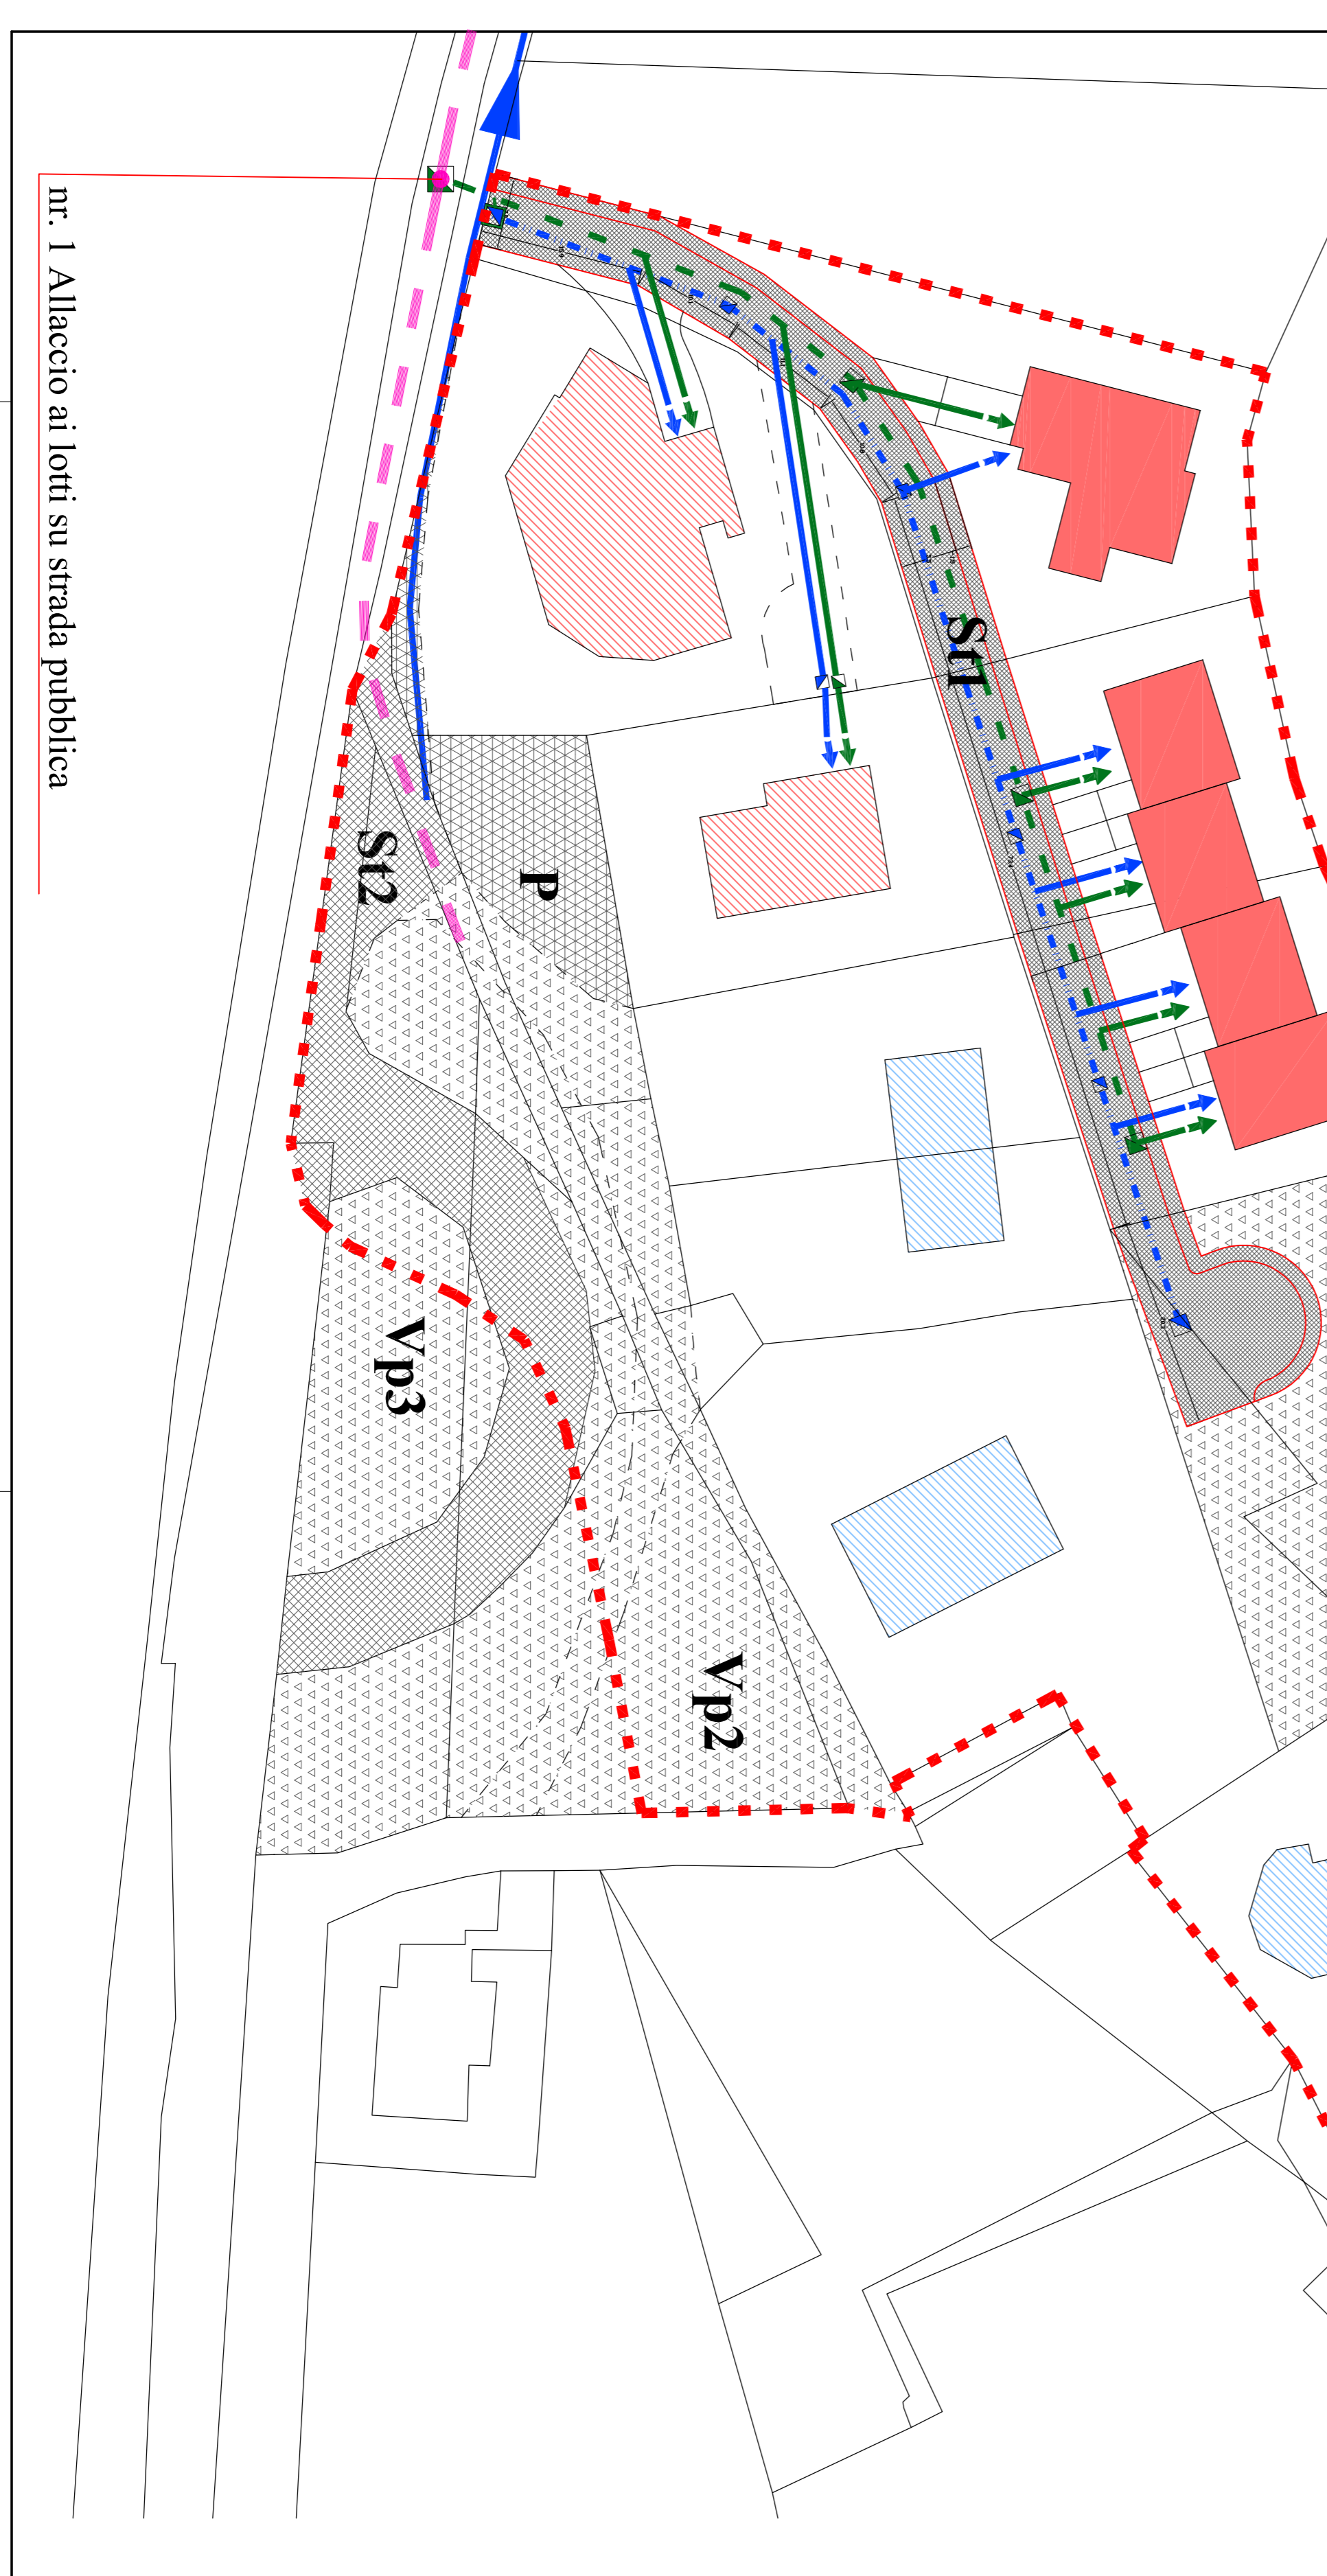 nr. 1 Allaccio ai lotti su strada pubblica
St1
P
St2
Vp3
Vp2